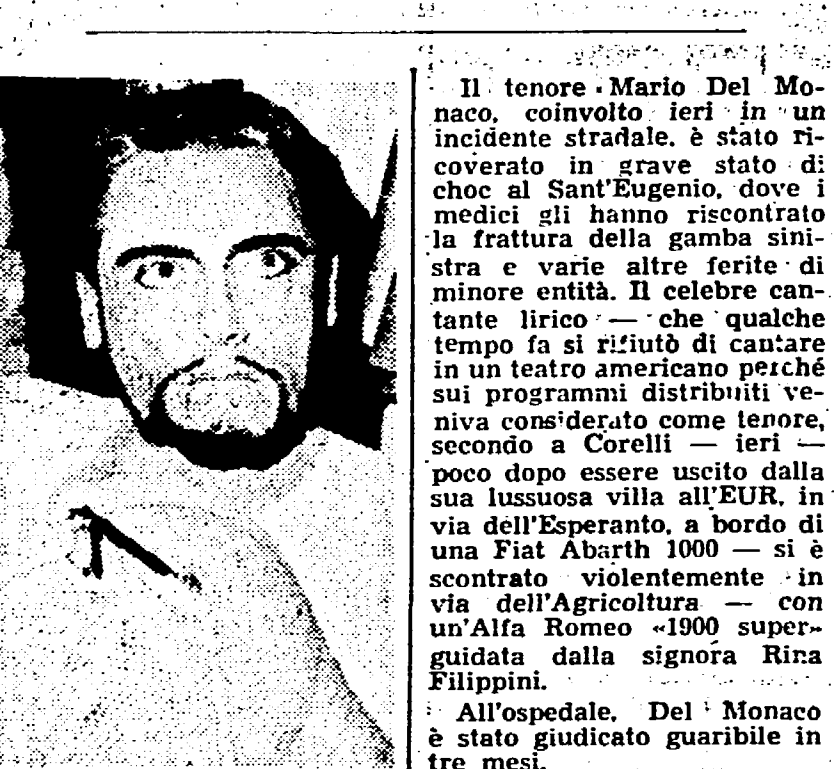 Il tenore Mario Del Mo-
naco, coinvolto ieri in un
incidente stradale, è stato ri-
coverato in grave stato di
choc al Sant'Eugenio, dove i
medici gli hanno riscontrato
la frattura della gamba sini-
stra e varie altre ferite di
minore entità. Il celebre can-
tante lirico — che qualche
tempo fa si rifiutò di cantare
in un teatro americano perché
sui programmi distribuiti ve-
niva considerato come tenore,
secondo a Corelli — ieri —
poco dopo essere uscito dalla
sua lussuosa villa all'EUR, in
via dell'Esperanto, a bordo di
una Fiat Abarth 1000 — si è
scontrato violentemente in
via dell'Agricoltura — con
un'Alfa Romeo «1900 super»
guidata dalla signora Rina
Filippini.
All'ospedale, Del Monaco
è stato giudicato guaribile in
tre mesi.